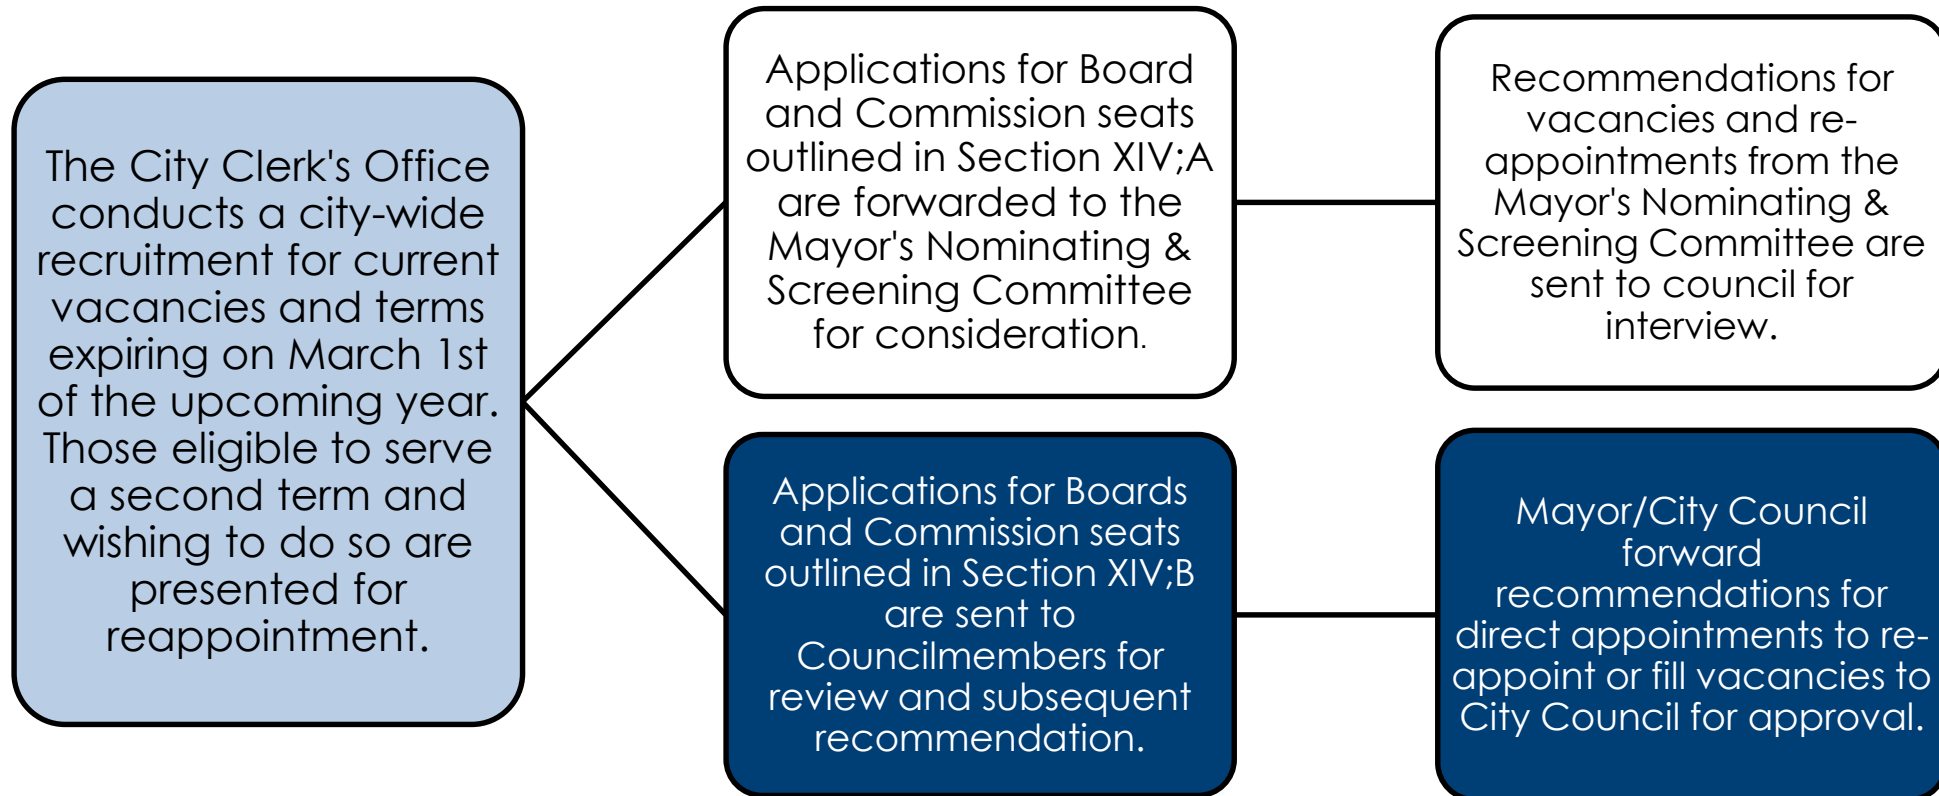 The City Clerk's Office
conducts a city-wide
recruitment for current
vacancies and terms
expiring on March 1st
of the upcoming year.
Those eligible to serve
a second term and
wishing to do so are
presented for
reappointment.
Applications for Board
and Commission seats
outlined in Section XIV;A
are forwarded to the
Mayor's Nominating &
Screening Committee
for consideration.
Recommendations for
vacancies and re-
appointments from the
Mayor's Nominating &
Screening Committee are
sent to council for
interview.
Applications for Boards
and Commission seats
outlined in Section XIV;B
are sent to
Councilmembers for
review and subsequent
recommendation.
Mayor/City Council
forward
recommendations for
direct appointments to re-
appoint or fill vacancies to
City Council for approval.